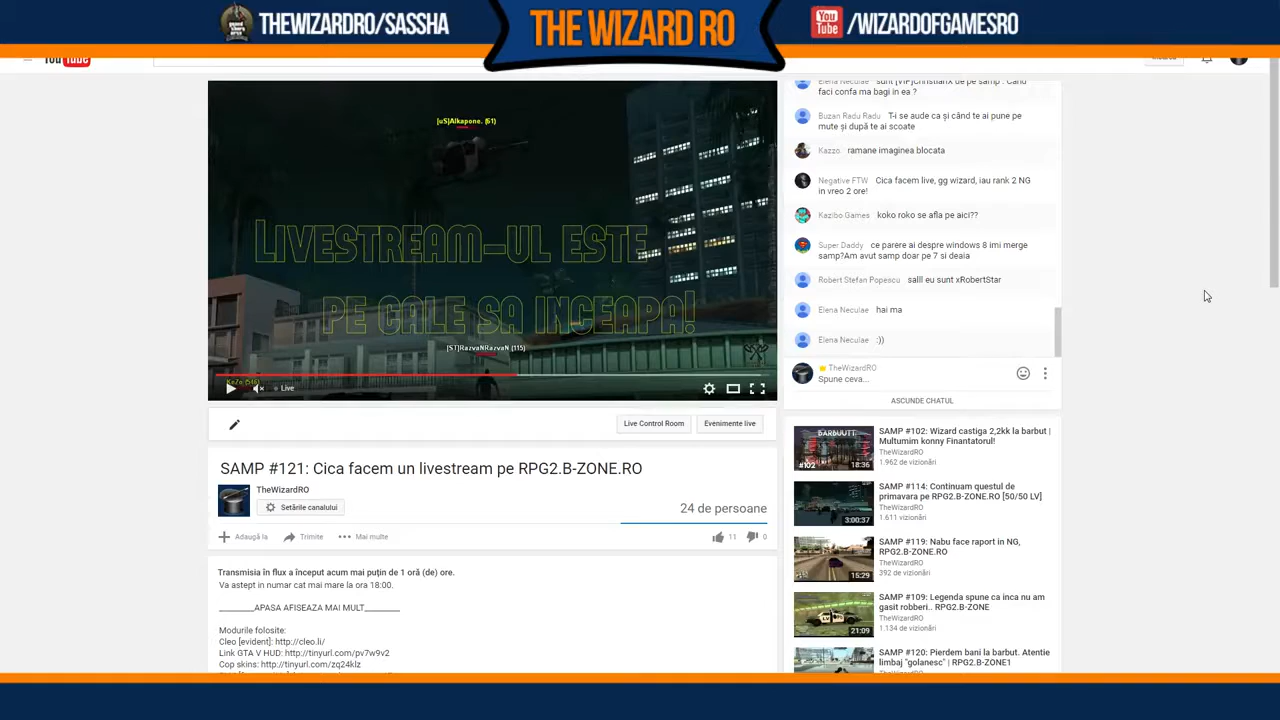 THEWIZARDRO/SASSHA
THE WIZARD RO
You
Tube
/WIZARDOFGAMESRO
[uS]Alkapone. (51)
LIVESTREAM-UL ESTE
PE CALE SA INCEAPA!
[ST]RazvaNRazvaN (115)
Live
Elena Neculae sunt [VIP]ChristianX de pe samp . Cand
faci confa ma bagi in ea ?
Buzan Radu Radu T-i se aude ca și când te ai pune pe
mute și după te ai scoate
Kazzo. ramane imaginea blocata
Negative FTW Cica facem live, gg wizard, iau rank 2 NG
in vreo 2 ore!
Kazibo Games koko roko se afla pe aici??
Super Daddy ce parere ai despre windows 8 imi merge
samp?Am avut samp doar pe 7 si deaia
Robert Stefan Popescu salll eu sunt xRobertStar
Elena Neculae hai ma
Elena Neculae :))
TheWizardRO
Spune ceva...
ASCUNDE CHATUL
Live Control Room
Evenimente live
SAMP #121: Cica facem un livestream pe RPG2.B-ZONE.RO
TheWizardRO
Setările canalului
24 de persoane
Adaugă la
Trimite
Mai multe
11
0
Transmisia în flux a început acum mai puțin de 1 oră (de) ore.
Va astept in numar cat mai mare la ora 18:00.
________APASA AFISEAZA MAI MULT________
Modurile folosite:
Cleo [evident]: http://cleo.li/
Link GTA V HUD: http://tinyurl.com/pv7w9v2
Cop skins: http://tinyurl.com/zq24klz
BARBUUTT
#102
18:36
SAMP #102: Wizard castiga 2,2kk la barbut |
Multumim konny Finantatorul!
TheWizardRO
1.962 de vizionări
3:00:37
SAMP #114: Continuam questul de
primavara pe RPG2.B-ZONE.RO [50/50 LV]
TheWizardRO
1.611 vizionări
15:29
SAMP #119: Nabu face raport in NG,
RPG2.B-ZONE.RO
TheWizardRO
392 de vizionări
21:09
SAMP #109: Legenda spune ca inca nu am
gasit robberi.. RPG2.B-ZONE
TheWizardRO
1.134 de vizionări
SAMP #120: Pierdem bani la barbut. Atentie
limbaj "golanesc" | RPG2.B-ZONE1